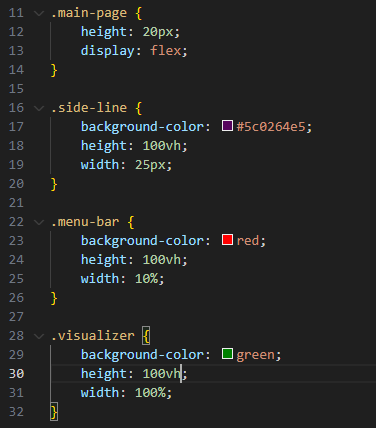 11 .main-page {
12 height: 20px;
13 display: flex;
14 }
15
16 .side-line {
17 background-color: #5c0264e5;
18 height: 100vh;
19 width: 25px;
20 }
21
22 .menu-bar {
23 background-color: red;
24 height: 100vh;
25 width: 10%;
26 }
27
28 .visualizer {
29 background-color: green;
30 height: 100vh;
31 width: 100%;
32 }